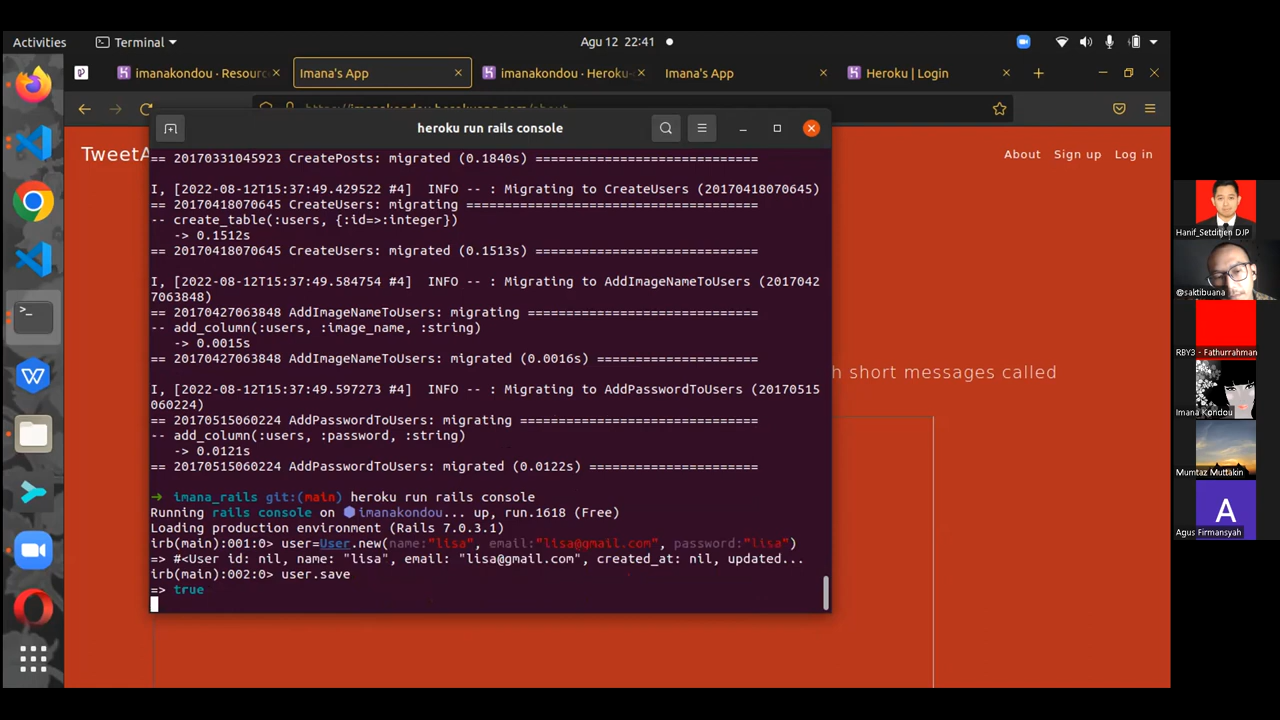 Activities
Terminal
Agu 12 22:41
imanakondou · Resourc
Imana's App
imanakondou · Heroku-
Imana's App
Heroku | Login
TweetA
About
Sign up
Log in
heroku run rails console
== 20170331045923 CreatePosts: migrated (0.1840s) =============================
I, [2022-08-12T15:37:49.429522 #4]  INFO -- : Migrating to CreateUsers (20170418070645)
== 20170418070645 CreateUsers: migrating ======================================
-- create_table(:users, {:id=>:integer})
-> 0.1512s
== 20170418070645 CreateUsers: migrated (0.1513s) =============================
I, [2022-08-12T15:37:49.584754 #4]  INFO -- : Migrating to AddImageNameToUsers (2017042
7063848)
== 20170427063848 AddImageNameToUsers: migrating ==============================
-- add_column(:users, :image_name, :string)
-> 0.0015s
== 20170427063848 AddImageNameToUsers: migrated (0.0016s) =====================
I, [2022-08-12T15:37:49.597273 #4]  INFO -- : Migrating to AddPasswordToUsers (20170515
060224)
== 20170515060224 AddPasswordToUsers: migrating ===============================
-- add_column(:users, :password, :string)
-> 0.0121s
== 20170515060224 AddPasswordToUsers: migrated (0.0122s) ======================
→ imana_rails git:(main) heroku run rails console
Running rails console on ⬢imanakondou... up, run.1618 (Free)
Loading production environment (Rails 7.0.3.1)
irb(main):001:0> user=User.new(name:"lisa", email:"lisa@gmail.com", password:"lisa")
=> #<User id: nil, name: "lisa", email: "lisa@gmail.com", created_at: nil, updated...
irb(main):002:0> user.save
=> true
h short messages called
Hanif_Setditjen DJP
@saktibuana
RBY3 - Fathurrahman
Imana Kondou
Mumtaz Muttakin
A
Agus Firmansyah